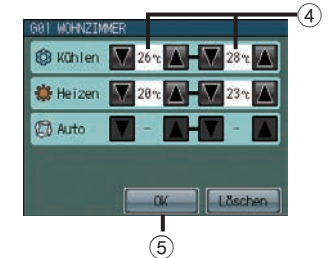 G01 WOHNZIMMER
④
Kühlen 26℃ 28℃
Heizen 20℃ 23℃
Auto - -
OK Löschen
⑤